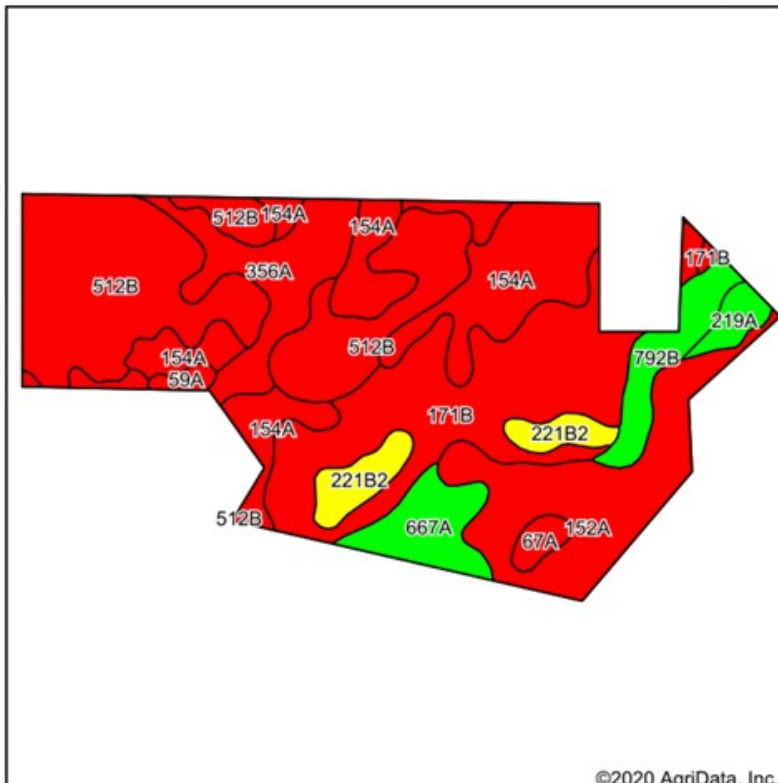 512B 154A
154A
171B
356A
154A
512B
219A
512B
154A
792B
59A
171B
154A
221B2
221B2
512B
667A
67A
152A
©2020 AgriData, Inc.